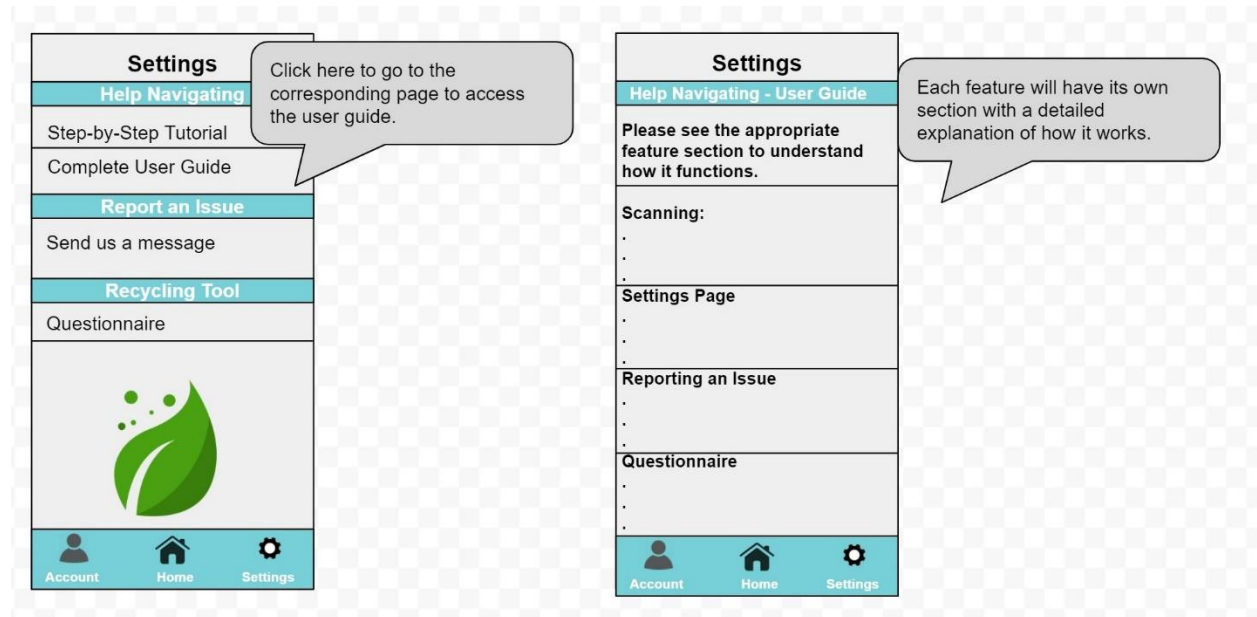 Settings
Help Navigating
Step-by-Step Tutorial
Complete User Guide
Report an Issue
Send us a message
Recycling Tool
Questionnaire
Account
Home
Settings
Click here to go to the
corresponding page to access
the user guide.
Settings
Help Navigating - User Guide
Please see the appropriate
feature section to understand
how it functions.
Scanning:
.
.
.
Settings Page
.
.
.
Reporting an Issue
.
.
.
Questionnaire
.
.
.
Account
Home
Settings
Each feature will have its own
section with a detailed
explanation of how it works.